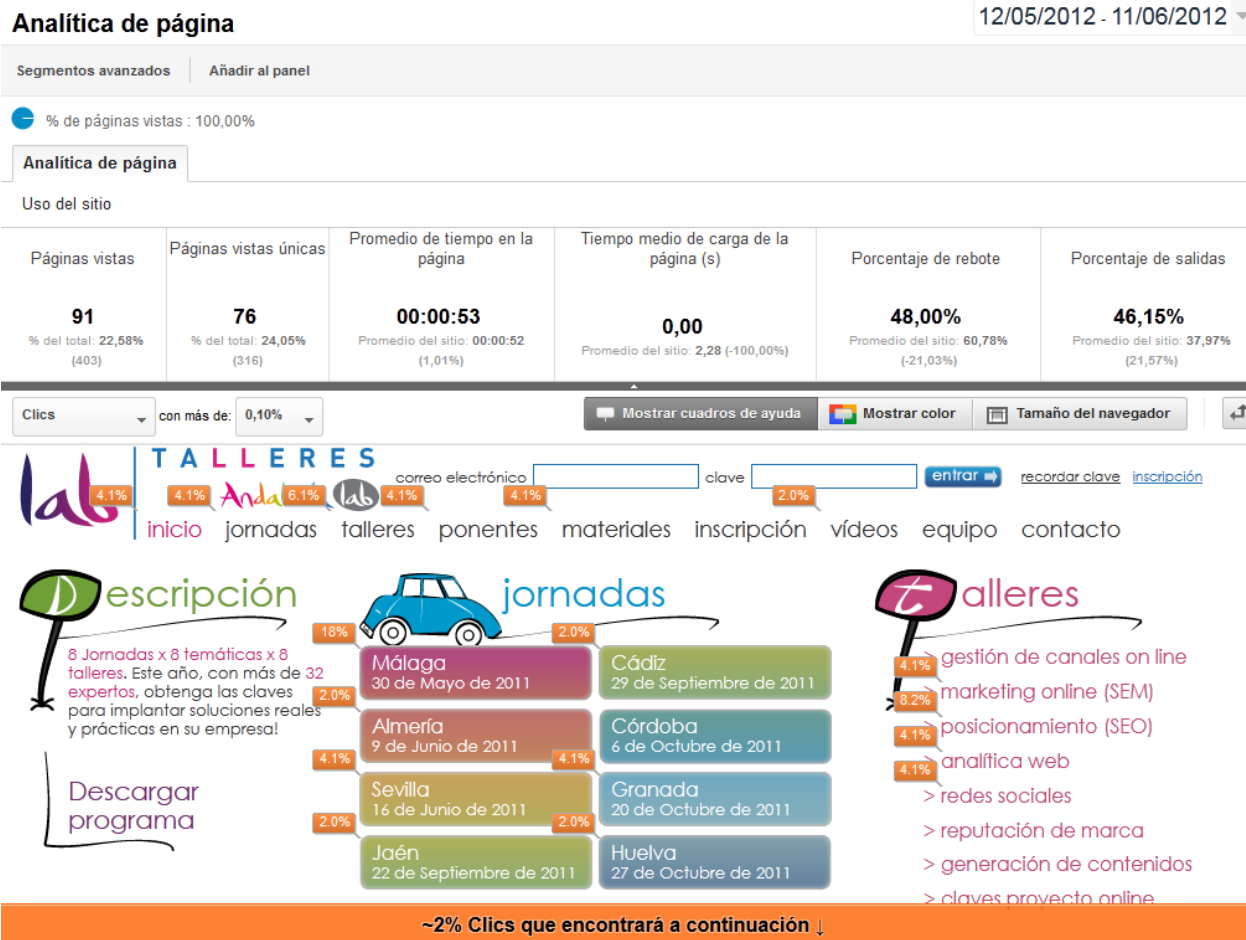 Analítica de página
12/05/2012 - 11/06/2012
Segmentos avanzados
Añadir al panel
% de páginas vistas : 100,00%
Analítica de página
Uso del sitio
Páginas vistas
91
% del total: 22,58%
(403)
Páginas vistas únicas
76
% del total: 24,05%
(316)
Promedio de tiempo en la
página
00:00:53
Promedio del sitio: 00:00:52
(1,01%)
Tiempo medio de carga de la
página (s)
0,00
Promedio del sitio: 2,28 (-100,00%)
Porcentaje de rebote
48,00%
Promedio del sitio: 60,78%
(-21,03%)
Porcentaje de salidas
46,15%
Promedio del sitio: 37,97%
(21,57%)
Clics
con más de:
0,10%
Mostrar cuadros de ayuda
Mostrar color
Tamaño del navegador
lab
TALLERES
lab
correo electrónico
clave
entrar
recordar clave
inscripción
4.1%
4.1%
6.1%
4.1%
4.1%
2.0%
inicio
jornadas
talleres
ponentes
materiales
inscripción
vídeos
equipo
contacto
Descripción
8 Jornadas x 8 temáticas x 8
talleres. Este año, con más de 32
expertos, obtenga las claves
para implantar soluciones reales
y prácticas en su empresa!
Descargar
programa
jornadas
18%
Málaga
30 de Mayo de 2011
2.0%
Cádiz
29 de Septiembre de 2011
2.0%
Almería
9 de Junio de 2011
Córdoba
6 de Octubre de 2011
4.1%
Sevilla
16 de Junio de 2011
4.1%
Granada
20 de Octubre de 2011
2.0%
Jaén
22 de Septiembre de 2011
2.0%
Huelva
27 de Octubre de 2011
talleres
> gestión de canales on line
4.1%
> marketing online (SEM)
8.2%
> posicionamiento (SEO)
4.1%
> analítica web
4.1%
> redes sociales
> reputación de marca
> generación de contenidos
> claves proyecto online
~2% Clics que encontrará a continuación ↓